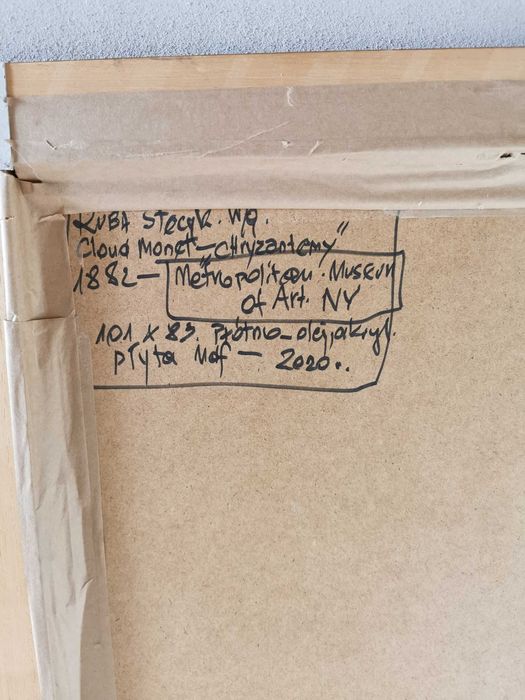 KUBA Stecyk. Wg.
Cloud Monet - "Chryzantemy"
1882 - "Metropolitan. Museum
of Art. NY
101 x 83. Płótno - olej, akryl.
płyta Mdf - 2020..